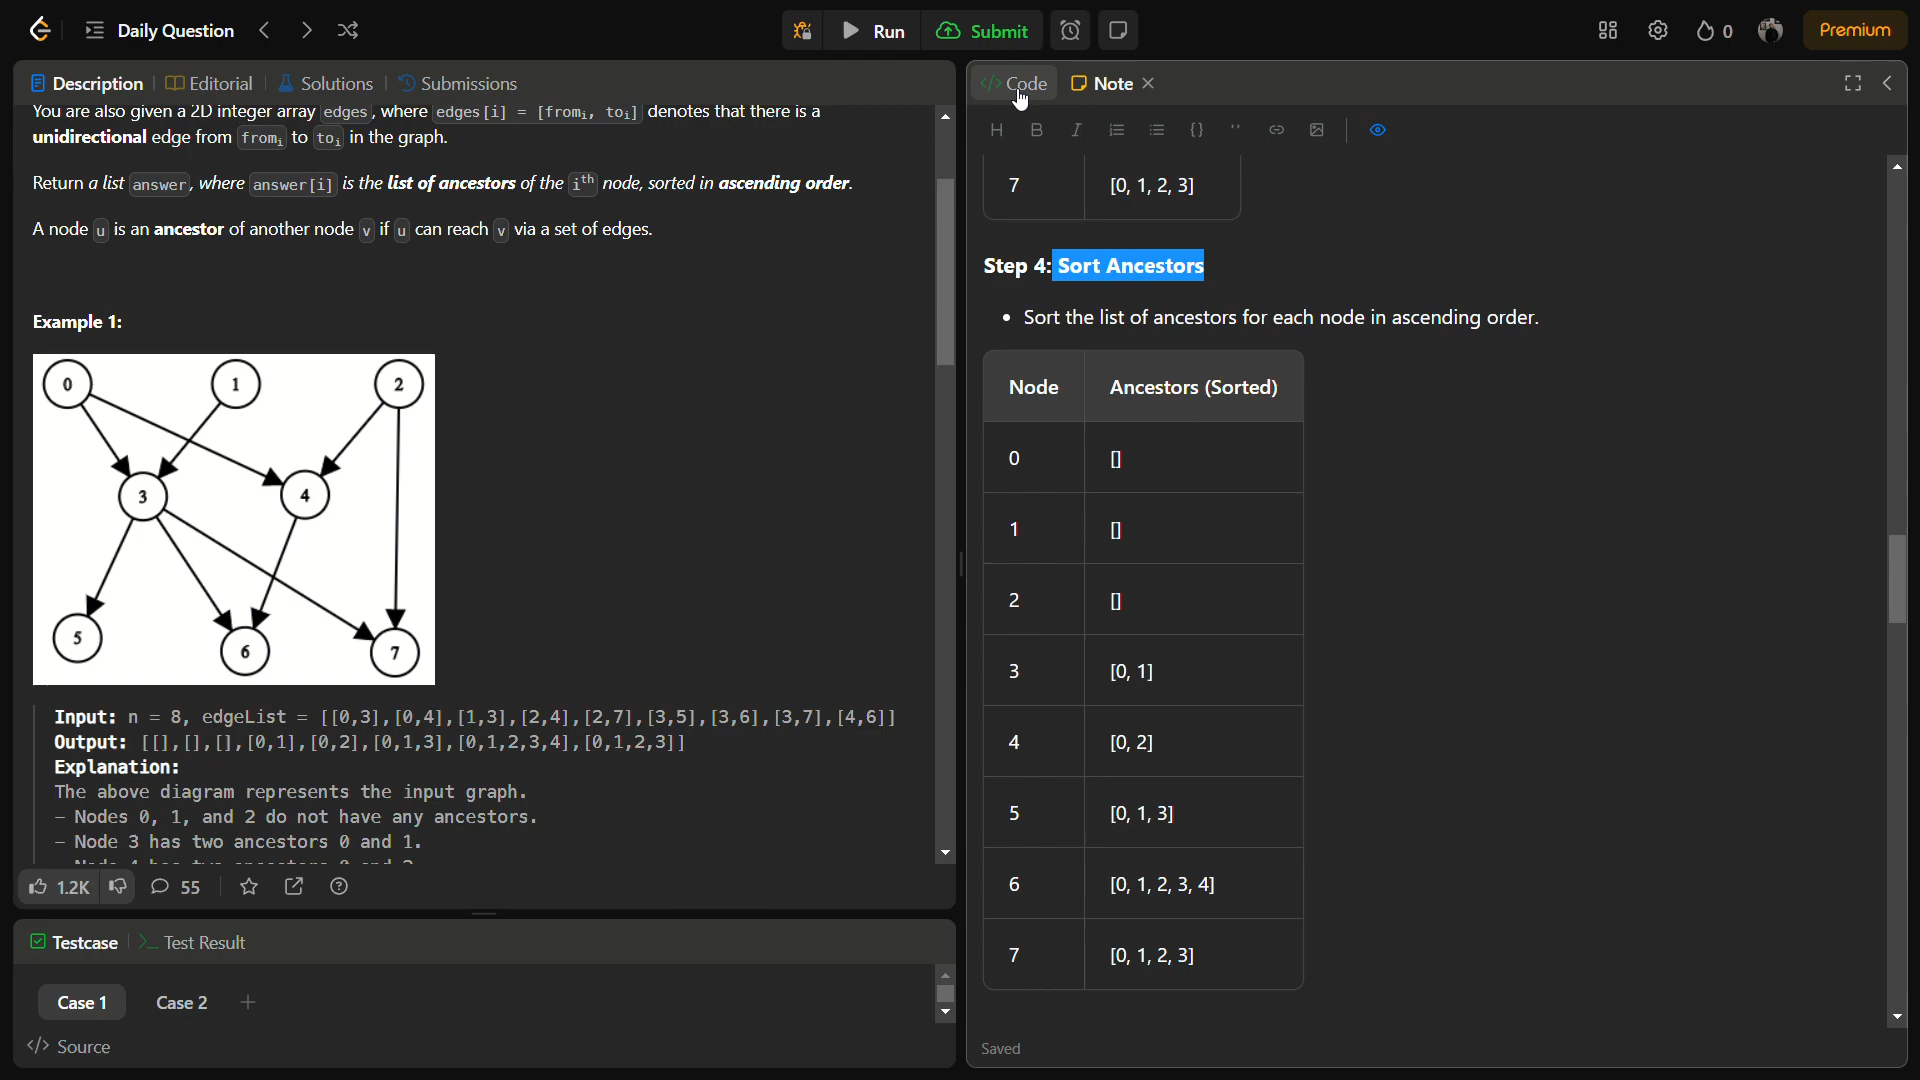 Daily Question
Run
Submit
0
Premium
Description
Editorial
Solutions
Submissions
You are also given a 2D integer array edges, where edges[i] = [fromi, toi] denotes that there is a
unidirectional edge from fromi to toi in the graph.
Return a list answer, where answer[i] is the list of ancestors of the ith node, sorted in ascending order.
A node u is an ancestor of another node v if u can reach v via a set of edges.
Example 1:
0
1
2
3
4
5
6
7
Input: n = 8, edgeList = [[0,3],[0,4],[1,3],[2,4],[2,7],[3,5],[3,6],[3,7],[4,6]]
Output: [[],[],[],[0,1],[0,2],[0,1,3],[0,1,2,3,4],[0,1,2,3]]
Explanation:
The above diagram represents the input graph.
- Nodes 0, 1, and 2 do not have any ancestors.
- Node 3 has two ancestors 0 and 1.
1.2K
55
Testcase
Test Result
Case 1
Case 2
Source
Code
Note
7 [0, 1, 2, 3]
Step 4: Sort Ancestors
• Sort the list of ancestors for each node in ascending order.
Node Ancestors (Sorted)
0 []
1 []
2 []
3 [0, 1]
4 [0, 2]
5 [0, 1, 3]
6 [0, 1, 2, 3, 4]
7 [0, 1, 2, 3]
Saved